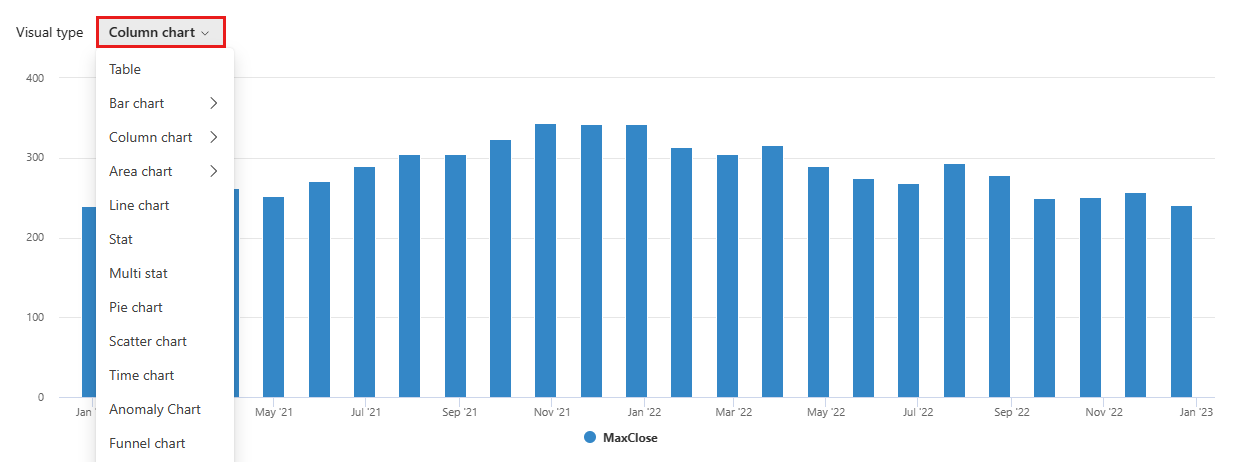 Visual type Column chart
Table
Bar chart
Column chart
Area chart
Line chart
Stat
Multi stat
Pie chart
Scatter chart
Time chart
Anomaly Chart
Funnel chart
400
300
200
100
0
Jan ' May '21 Jul '21 Sep '21 Nov '21 Jan '22 Mar '22 May '22 Jul '22 Sep '22 Nov '22 Jan '23
MaxClose